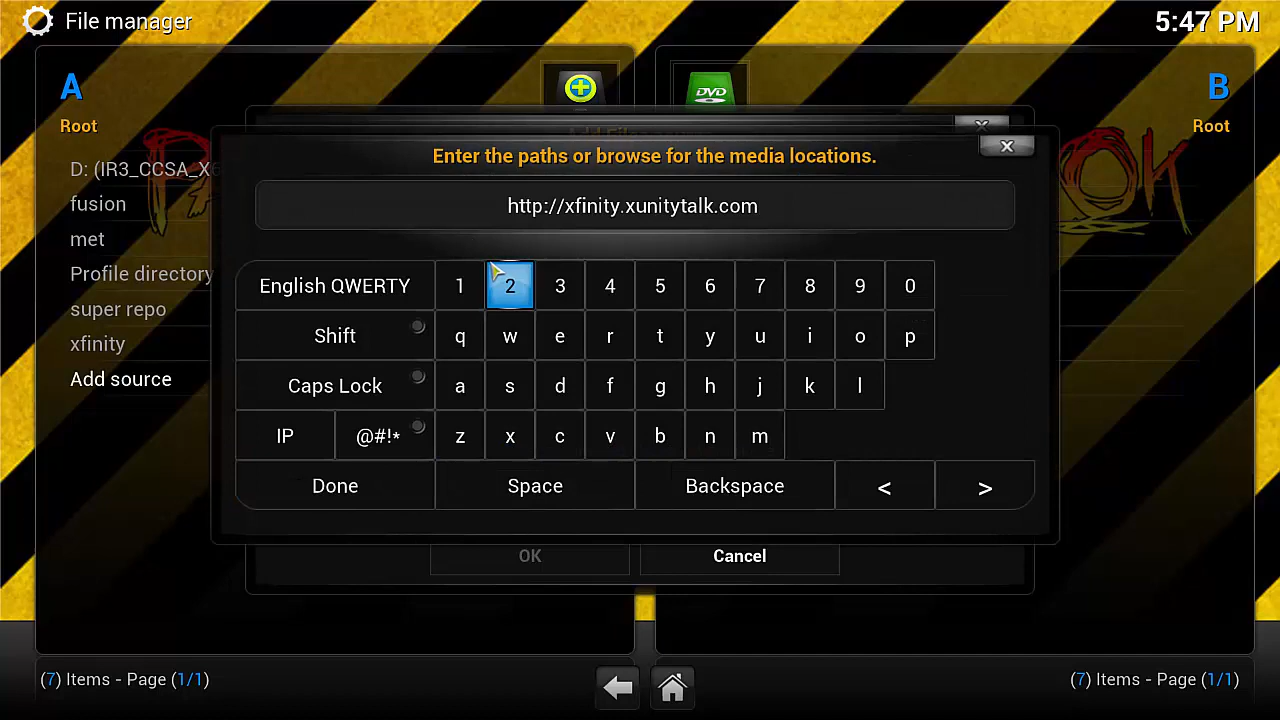 File manager
5:47 PM
A
Root
DVD
B
Root
Enter the paths or browse for the media locations.
http://xfinity.xunitytalk.com
D: (IR3_CCSA_X6
fusion
met
Profile directory
super repo
xfinity
Add source
English QWERTY 1 2 3 4 5 6 7 8 9 0
Shift q w e r t y u i o p
Caps Lock a s d f g h j k l
IP @#!* z x c v b n m
Done Space Backspace < >
OK Cancel
(7) Items - Page (1/1)
(7) Items - Page (1/1)